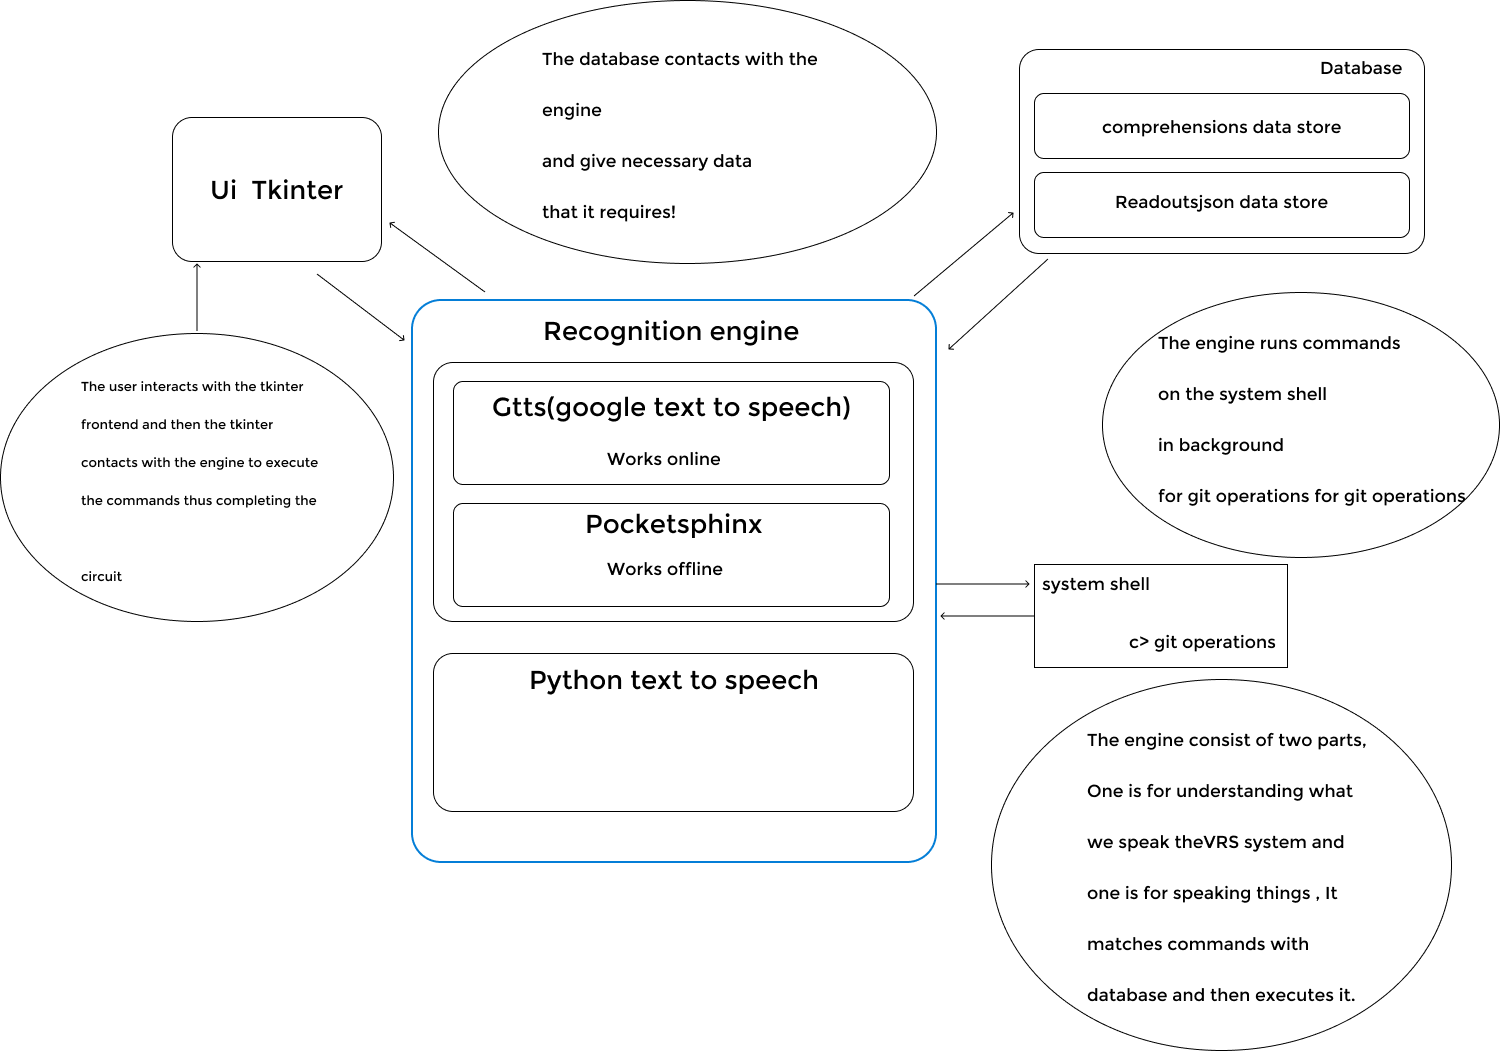 The database contacts with the
engine
and give necessary data
that it requires!
Database
comprehensions data store
Readoutsjson data store
Ui Tkinter
The user interacts with the tkinter
frontend and then the tkinter
contacts with the engine to execute
the commands thus completing the
circuit
Recognition engine
Gtts(google text to speech)
Works online
Pocketsphinx
Works offline
Python text to speech
The engine runs commands
on the system shell
in background
for git operations for git operations
system shell
c> git operations
The engine consist of two parts,
One is for understanding what
we speak theVRS system and
one is for speaking things , It
matches commands with
database and then executes it.